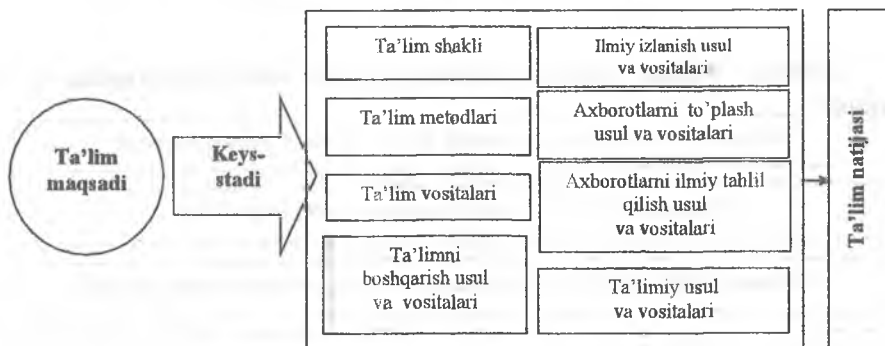 Ta’lim
maqsadi
Keys-
stadi
Ta’lim shakli
Ta’lim metodlari
Ta’lim vositalari
Ta’limni
boshqarish usul
va vositalari
Ilmiy izlanish usul
va vositalari
Axborotlarni to’plash
usul va vositalari
Axborotlarni ilmiy tahlil
qilish usul
va vositalari
Ta’limiy usul
va vositalari
Ta’lim natijasi